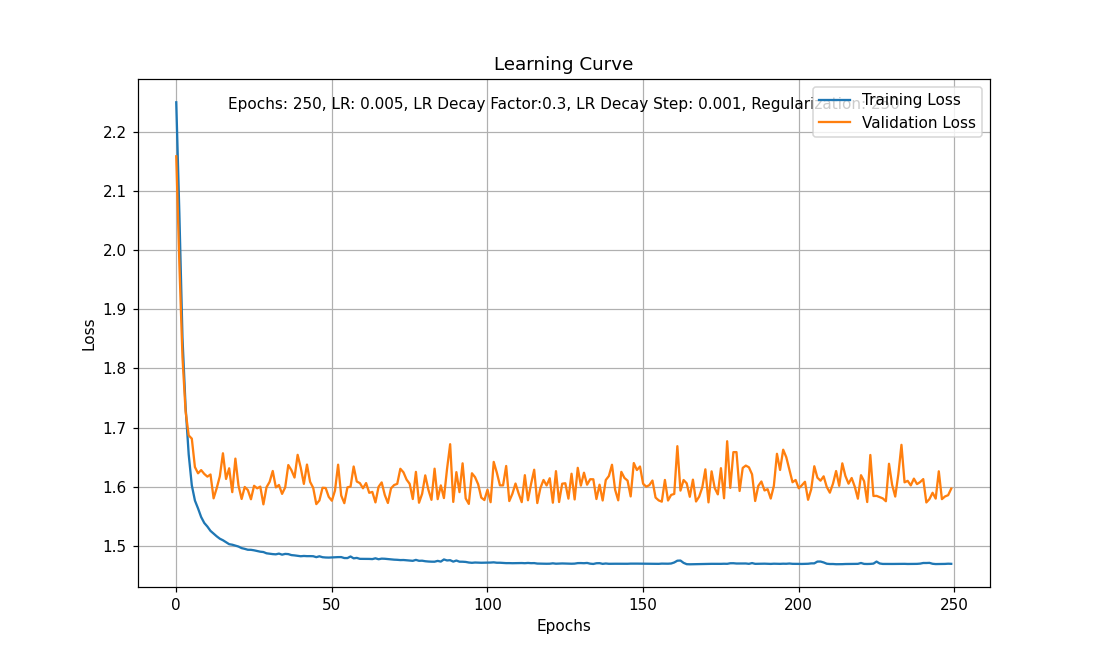 Learning Curve
Epochs: 250, LR: 0.005, LR Decay Factor:0.3, LR Decay Step: 0.001, Regularization:
Training Loss
Validation Loss
2.2
2.1
2.0
1.9
1.8
1.7
1.6
1.5
Loss
0
50
100
150
200
250
Epochs